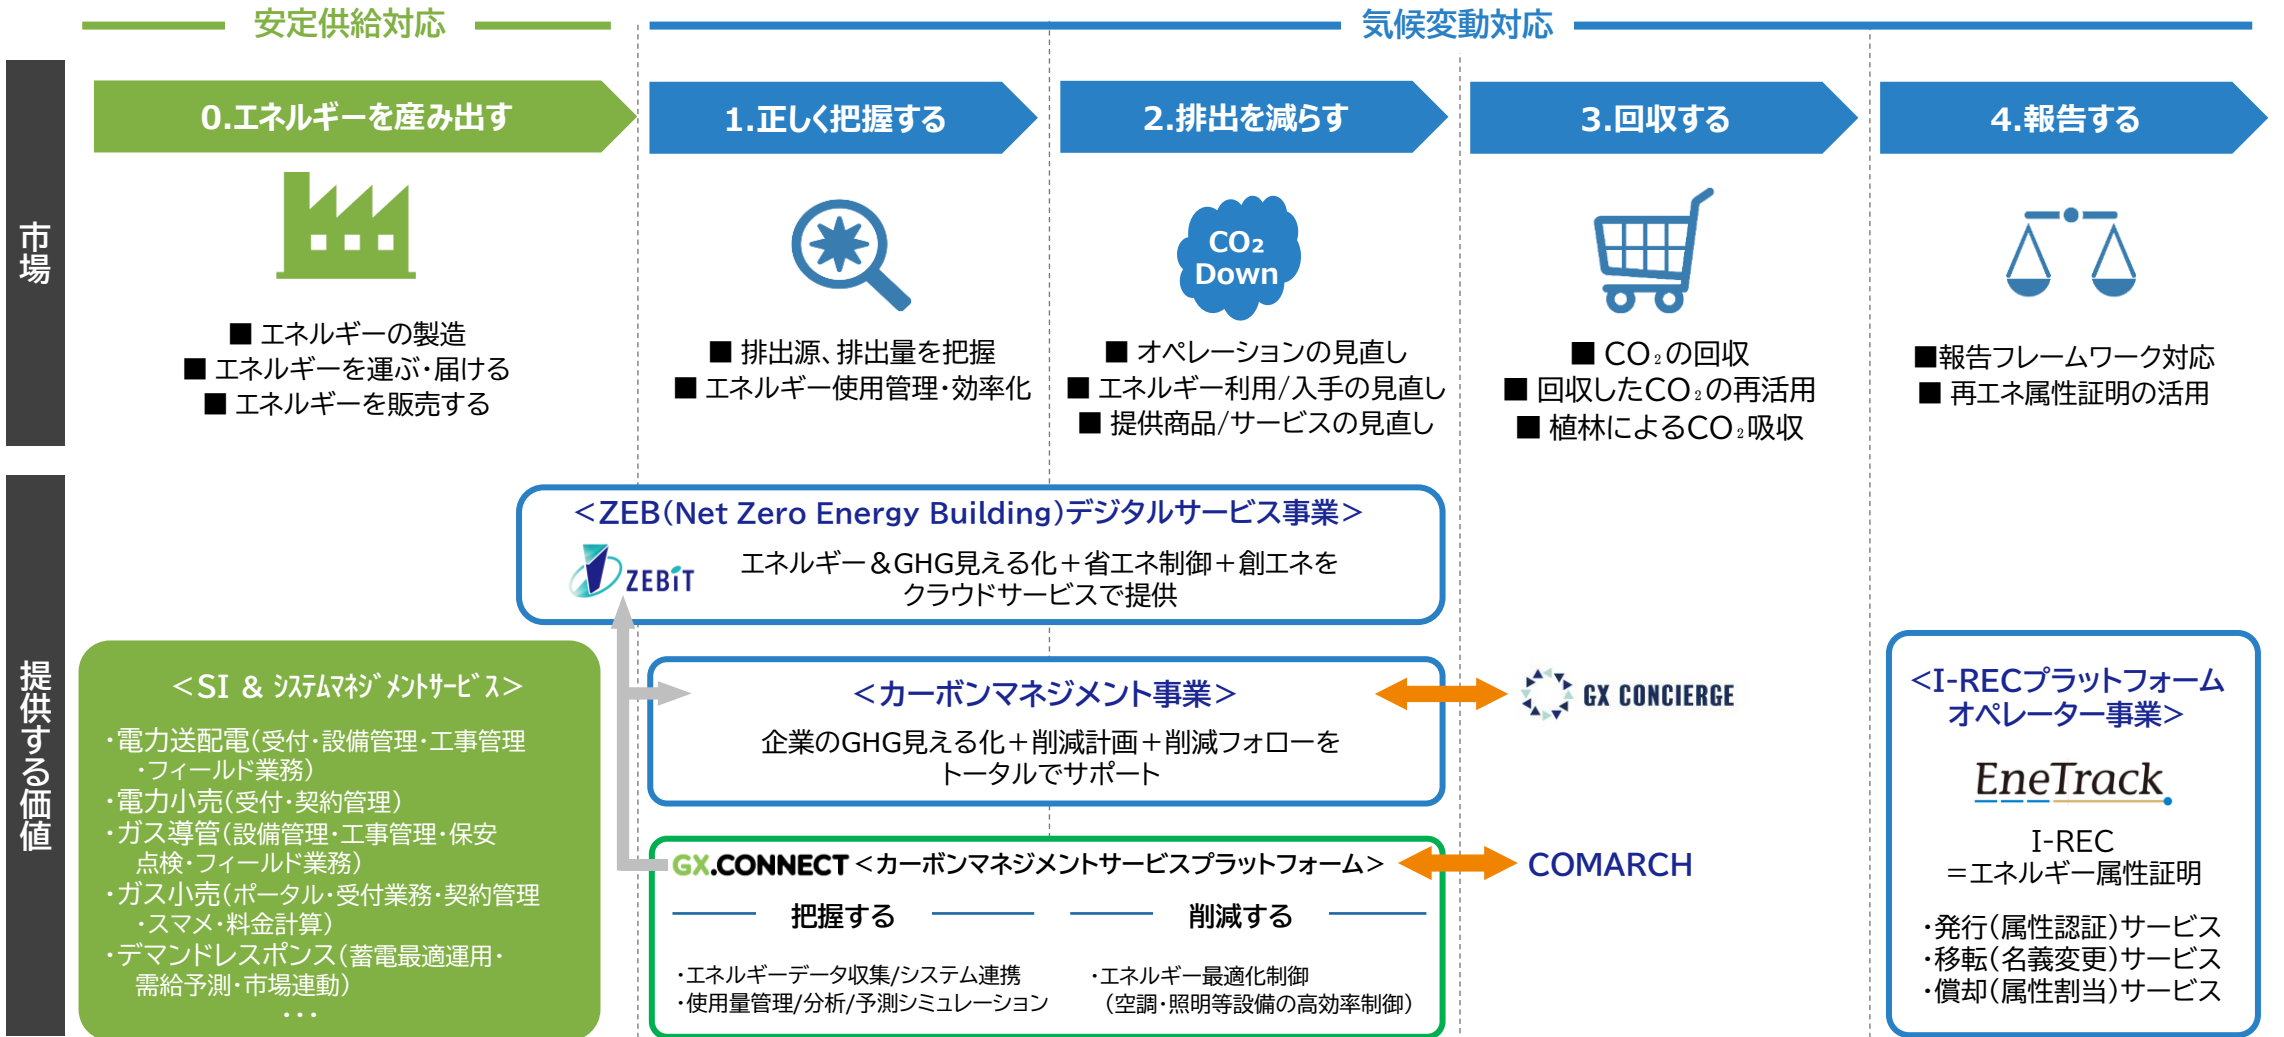 安定供給対応
気候変動対応
0.エネルギーを産み出す
1.正しく把握する
2.排出を減らす
3.回収する
4.報告する
市場
CO₂
Down
■ エネルギーの製造
■ エネルギーを運ぶ・届ける
■ エネルギーを販売する
■ 排出源、排出量を把握
■ エネルギー使用管理・効率化
■ オペレーションの見直し
■ エネルギー利用/入手の見直し
■ 提供商品/サービスの見直し
■ CO₂の回収
■ 回収したCO₂の再活用
■ 植林によるCO₂吸収
■報告フレームワーク対応
■ 再エネ属性証明の活用
提供する価値
＜ZEB(Net Zero Energy Building)デジタルサービス事業＞
ZEBiT
エネルギー＆GHG見える化＋省エネ制御＋創エネを
クラウドサービスで提供
＜SI & ｼｽﾃﾑﾏﾈｼﾞﾒﾝﾄｻｰﾋﾞｽ＞
・電力送配電(受付・設備管理・工事管理
・フィールド業務)
・電力小売(受付・契約管理)
・ガス導管(設備管理・工事管理・保安
点検・フィールド業務)
・ガス小売(ポータル・受付業務・契約管理
・スマメ・料金計算)
・デマンドレスポンス(蓄電最適運用・
需給予測・市場連動)
・・・
＜カーボンマネジメント事業＞
企業のGHG見える化＋削減計画＋削減フォローを
トータルでサポート
GX CONCIERGE
GX.CONNECT ＜カーボンマネジメントサービスプラットフォーム＞
COMARCH
把握する
削減する
・エネルギーデータ収集/システム連携
・使用量管理/分析/予測シミュレーション
・エネルギー最適化制御
(空調・照明等設備の高効率制御)
＜I-RECプラットフォーム
オペレーター事業＞
EneTrack
I-REC
＝エネルギー属性証明
・発行(属性認証)サービス
・移転(名義変更)サービス
・償却(属性割当)サービス